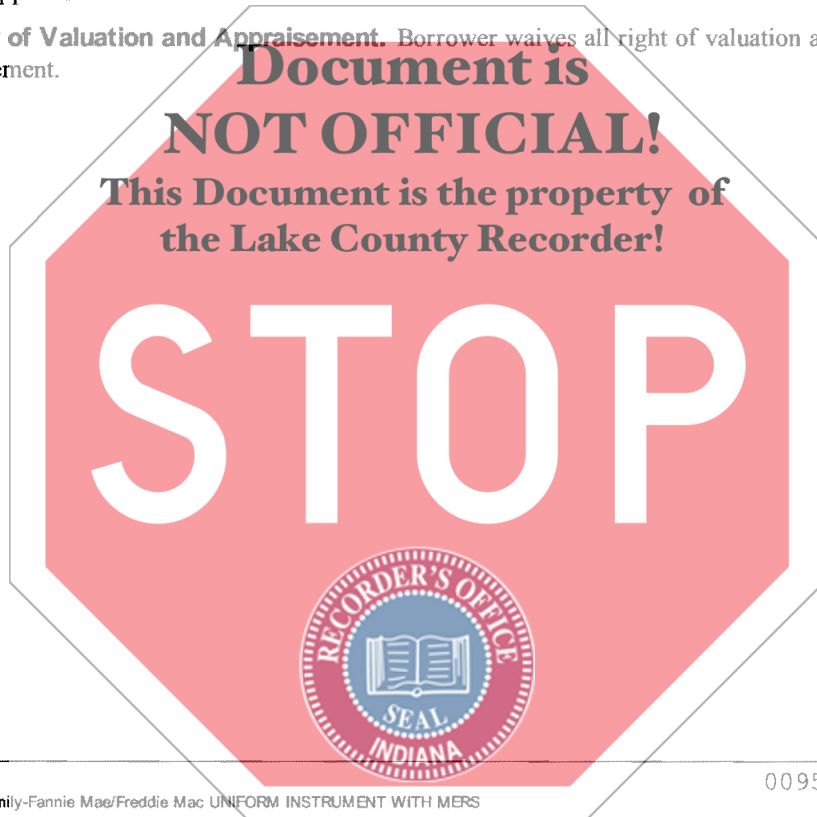 of Valuation and Appraisement. Borrower waives all right of valuation a
ement.
Document is
NOT OFFICIAL!
This Document is the property of
the Lake County Recorder!
STOP
RECORDER'S OFFICE
SEAL
INDIANA
0095
nily-Fannie Mae/Freddie Mac UNIFORM INSTRUMENT WITH MERS